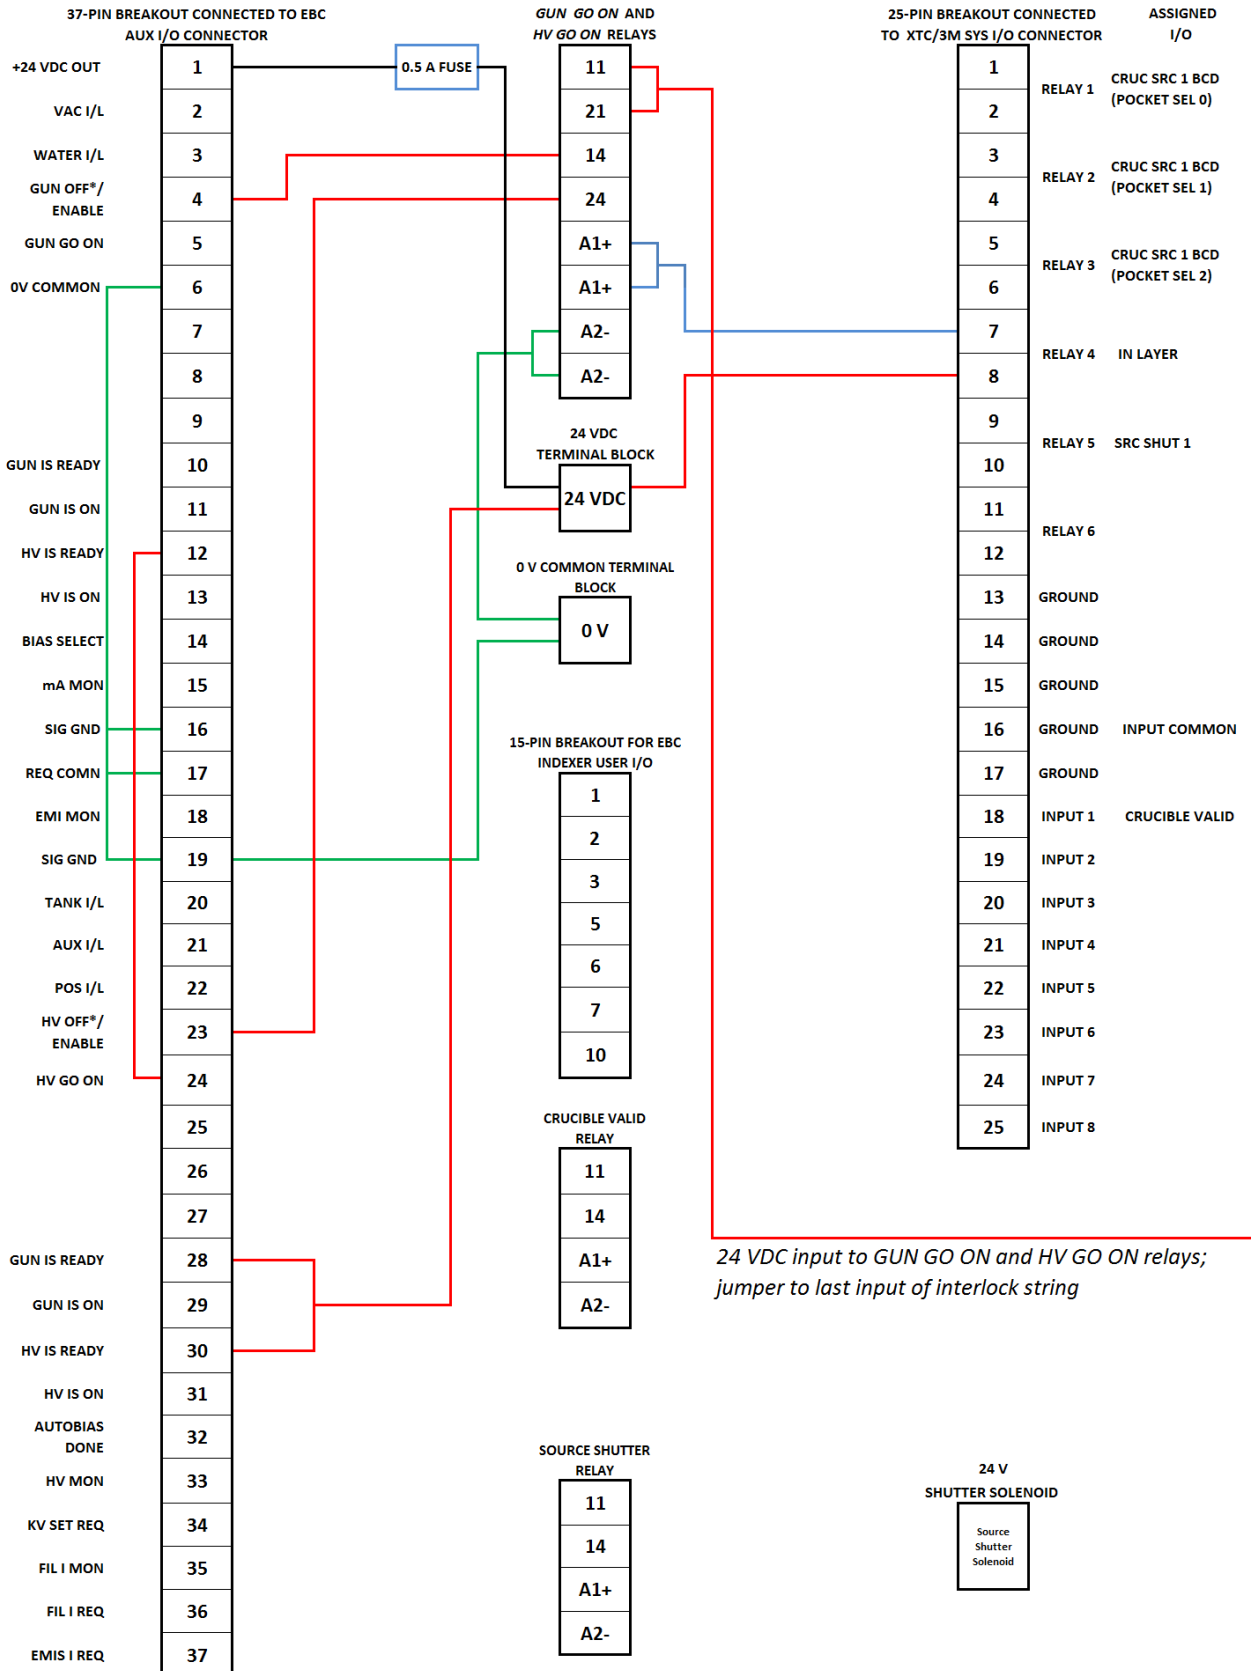 37-PIN BREAKOUT CONNECTED TO EBC
AUX I/O CONNECTOR
+24 VDC OUT
1
VAC I/L
2
WATER I/L
3
GUN OFF*/
ENABLE
4
GUN GO ON
5
0V COMMON
6
7
8
9
GUN IS READY
10
GUN IS ON
11
HV IS READY
12
HV IS ON
13
BIAS SELECT
14
mA MON
15
SIG GND
16
REQ COMN
17
EMI MON
18
SIG GND
19
TANK I/L
20
AUX I/L
21
POS I/L
22
HV OFF*/
ENABLE
23
HV GO ON
24
25
26
27
GUN IS READY
28
GUN IS ON
29
HV IS READY
30
HV IS ON
31
AUTOBIAS
DONE
32
HV MON
33
KV SET REQ
34
FIL I MON
35
FIL I REQ
36
EMIS I REQ
37
0.5 A FUSE
GUN GO ON AND
HV GO ON RELAYS
11
21
14
24
A1+
A1+
A2-
A2-
24 VDC
TERMINAL BLOCK
24 VDC
0 V COMMON TERMINAL
BLOCK
0 V
15-PIN BREAKOUT FOR EBC
INDEXER USER I/O
1
2
3
5
6
7
10
CRUCIBLE VALID
RELAY
11
14
A1+
A2-
SOURCE SHUTTER
RELAY
11
14
A1+
A2-
25-PIN BREAKOUT CONNECTED
TO XTC/3M SYS I/O CONNECTOR
ASSIGNED
I/O
1
2
RELAY 1
CRUC SRC 1 BCD
(POCKET SEL 0)
3
4
RELAY 2
CRUC SRC 1 BCD
(POCKET SEL 1)
5
6
RELAY 3
CRUC SRC 1 BCD
(POCKET SEL 2)
7
8
RELAY 4
IN LAYER
9
10
RELAY 5
SRC SHUT 1
11
12
RELAY 6
13
GROUND
14
GROUND
15
GROUND
16
GROUND
INPUT COMMON
17
GROUND
18
INPUT 1
CRUCIBLE VALID
19
INPUT 2
20
INPUT 3
21
INPUT 4
22
INPUT 5
23
INPUT 6
24
INPUT 7
25
INPUT 8
24 VDC input to GUN GO ON and HV GO ON relays;
jumper to last input of interlock string
24 V
SHUTTER SOLENOID
Source
Shutter
Solenoid